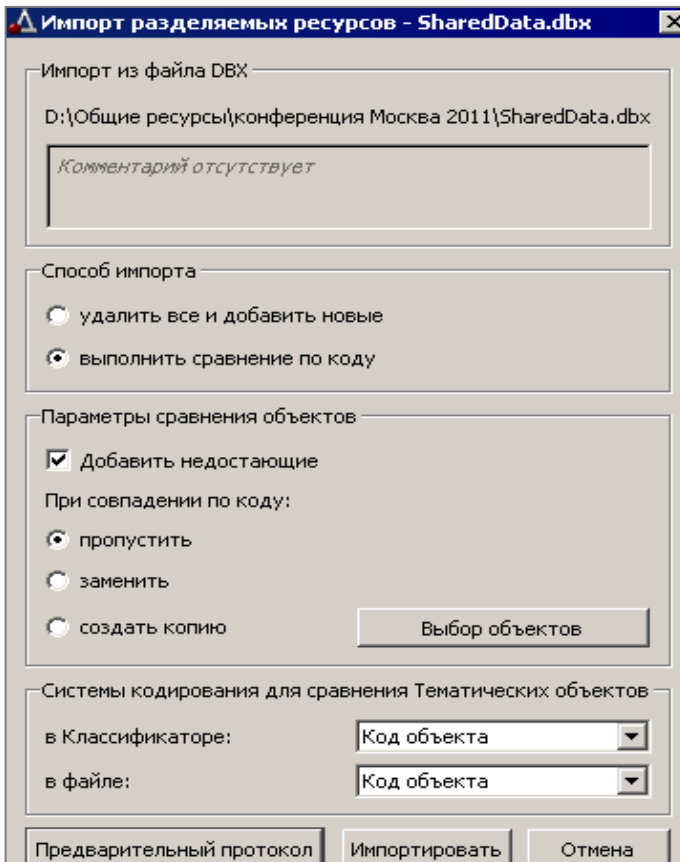 Импорт разделяемых ресурсов - SharedData.dbx
Импорт из файла DBX
D:\Общие ресурсы\конференция Москва 2011\SharedData.dbx
Комментарий отсутствует
Способ импорта
удалить все и добавить новые
выполнить сравнение по коду
Параметры сравнения объектов
Добавить недостающие
При совпадении по коду:
пропустить
заменить
создать копию Выбор объектов
Системы кодирования для сравнения Тематических объектов
в Классификаторе: Код объекта
в файле: Код объекта
Предварительный протокол Импортировать Отмена